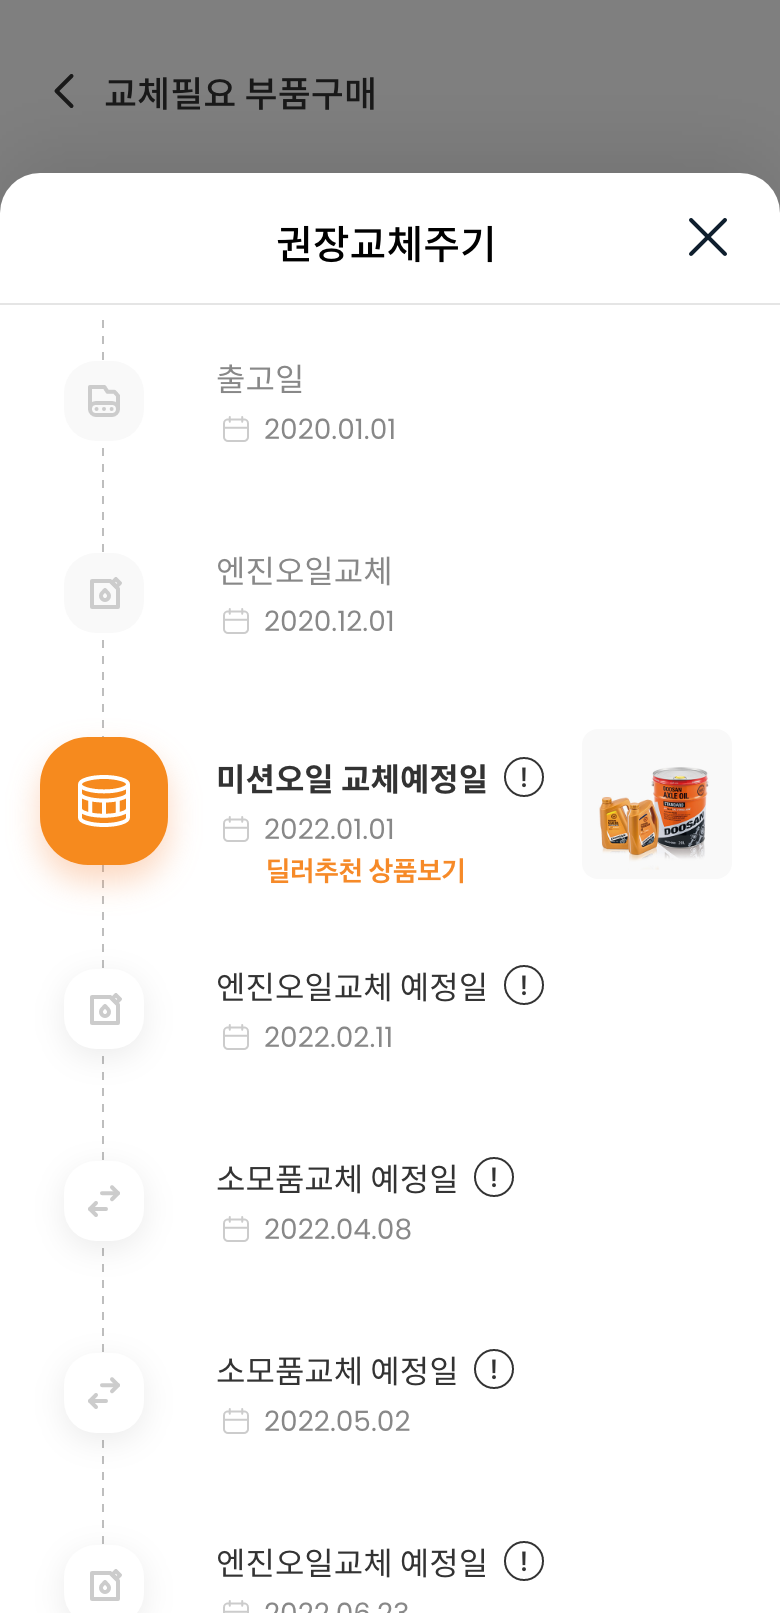 교체필요 부품구매
권장교체주기
출고일
2020.01.01
엔진오일교체
2020.12.01
미션오일 교체예정일
2022.01.01
딜러추천 상품보기
DOOSAN
AXLE OIL
STANDARD
DOOSAN
엔진오일교체 예정일
2022.02.11
소모품교체 예정일
2022.04.08
소모품교체 예정일
2022.05.02
엔진오일교체 예정일
2022.06.23